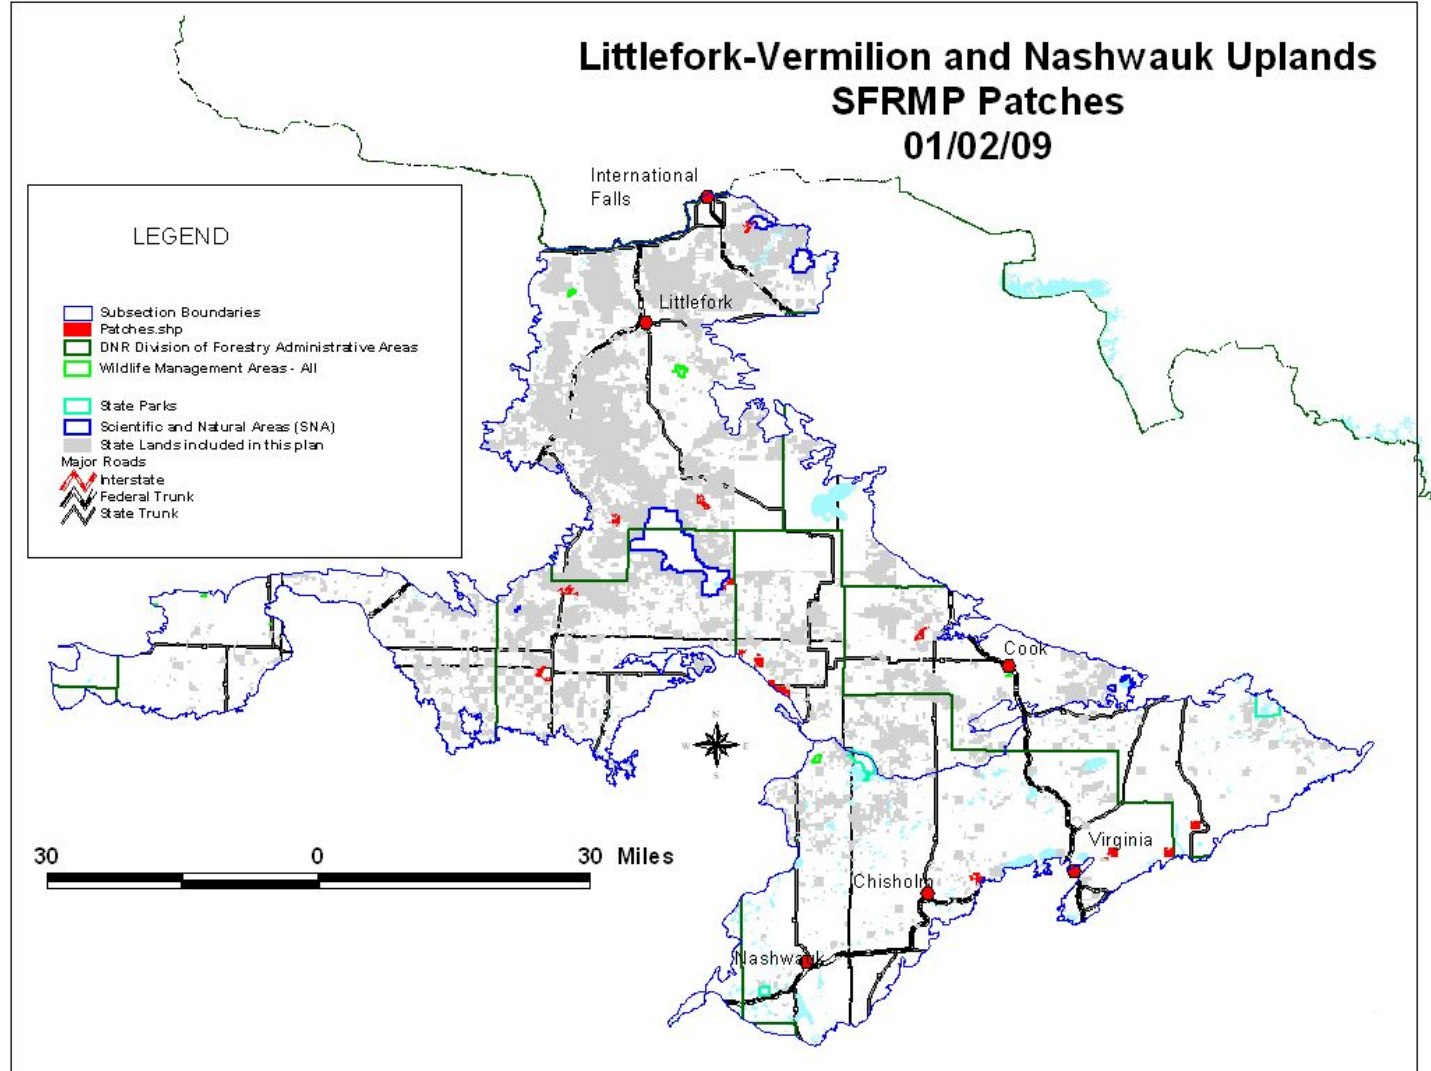 Littlefork-Vermilion and Nashwauk Uplands
SFRMP Patches
01/02/09
International
Falls
LEGEND
Littlefork
Subsection Boundaries
Patches.shp
DNR Division of Forestry Administrative Areas
Wildlife Management Areas - All
State Parks
Scientific and Natural Areas (SNA)
State Lands included in this plan
Major Roads
Interstate
Federal Trunk
State Trunk
Cook
N
W E
S
Virginia
30 0 30 Miles
Chisholm
Nashwauk